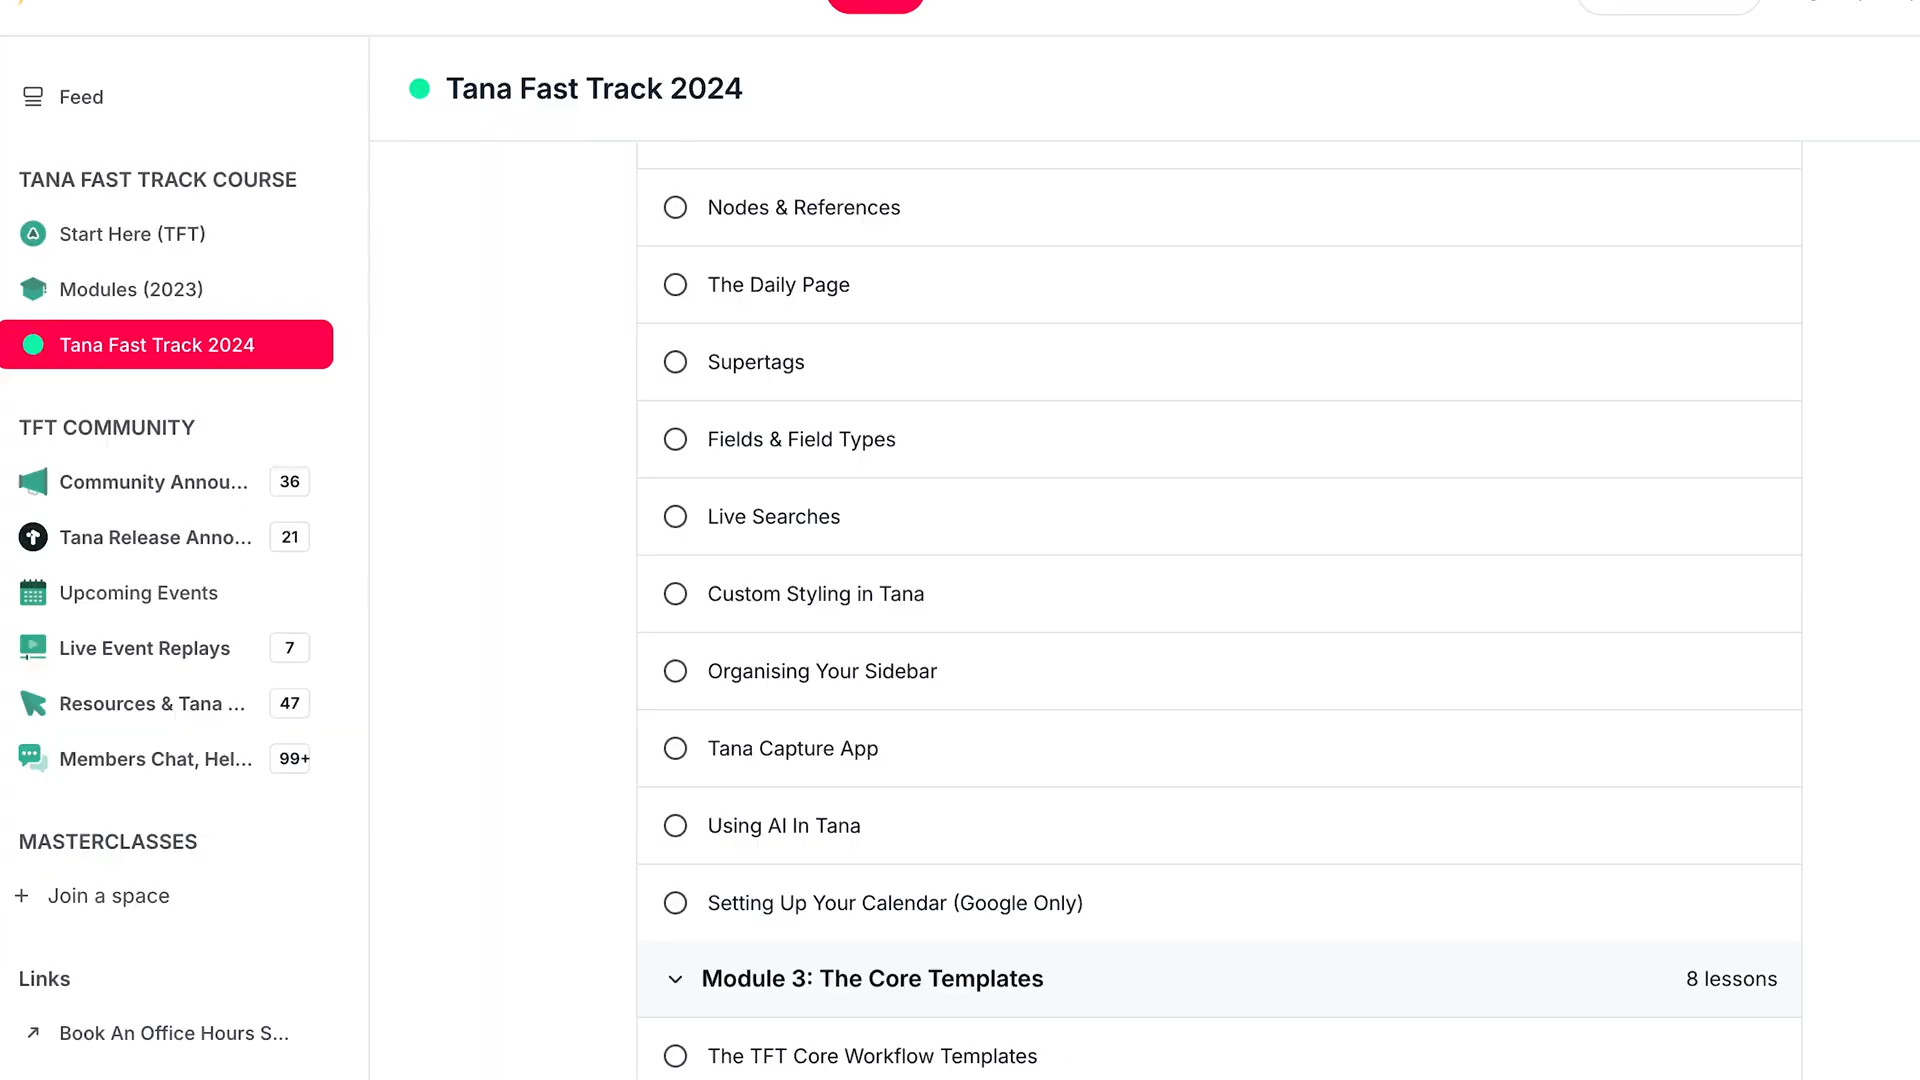 Feed
TANA FAST TRACK COURSE
Start Here (TFT)
Modules (2023)
Tana Fast Track 2024
TFT COMMUNITY
Community Annou... 36
Tana Release Anno... 21
Upcoming Events
Live Event Replays 7
Resources & Tana ... 47
Members Chat, Hel... 99+
MASTERCLASSES
+ Join a space
Links
Book An Office Hours S...
Tana Fast Track 2024
Nodes & References
The Daily Page
Supertags
Fields & Field Types
Live Searches
Custom Styling in Tana
Organising Your Sidebar
Tana Capture App
Using AI In Tana
Setting Up Your Calendar (Google Only)
Module 3: The Core Templates 8 lessons
The TFT Core Workflow Templates